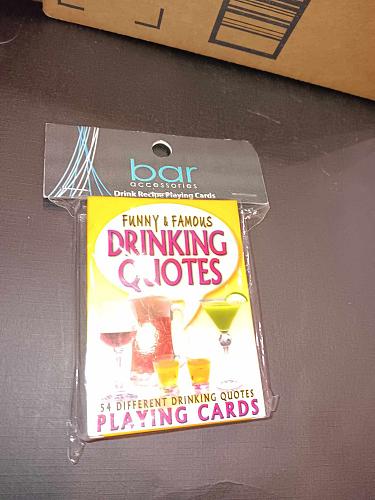 bar
accessories
Drink Recipe Playing Cards
FUNNY & FAMOUS
DRINKING
QUOTES
54 DIFFERENT DRINKING QUOTES
PLAYING CARDS